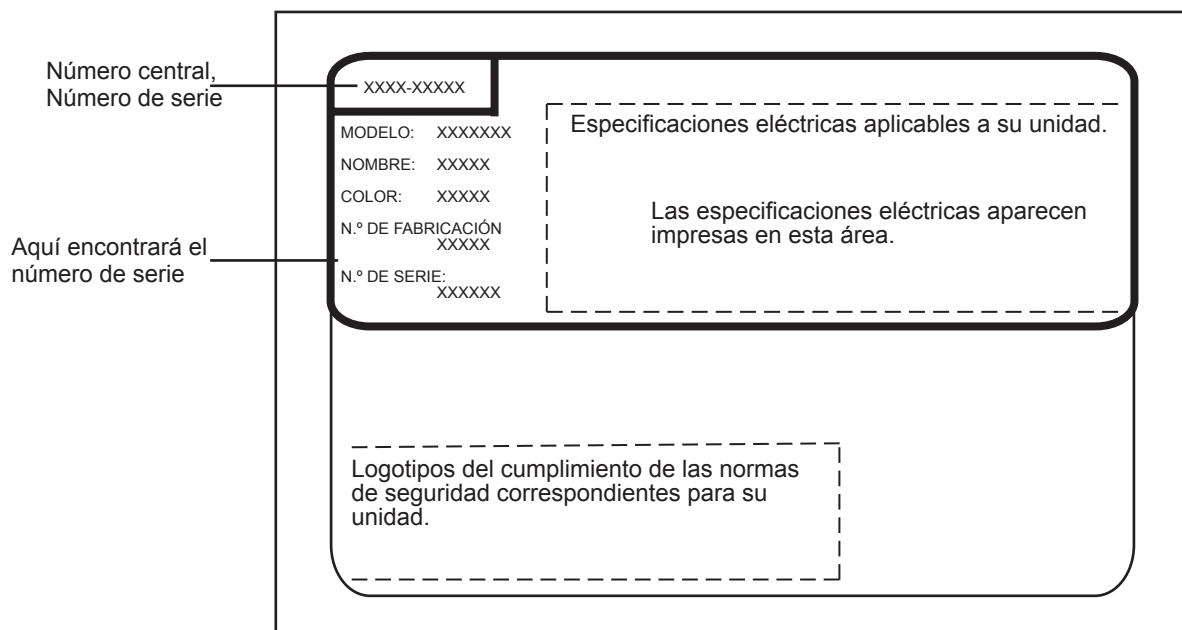 Número central,
Número de serie
XXXX-XXXXX
MODELO: XXXXXXX
NOMBRE: XXXXX
COLOR: XXXXX
N.º DE FABRICACIÓN
XXXXX
N.º DE SERIE:
XXXXXX
Aquí encontrará el
número de serie
Especificaciones eléctricas aplicables a su unidad.
Las especificaciones eléctricas aparecen
impresas en esta área.
Logotipos del cumplimiento de las normas
de seguridad correspondientes para su
unidad.